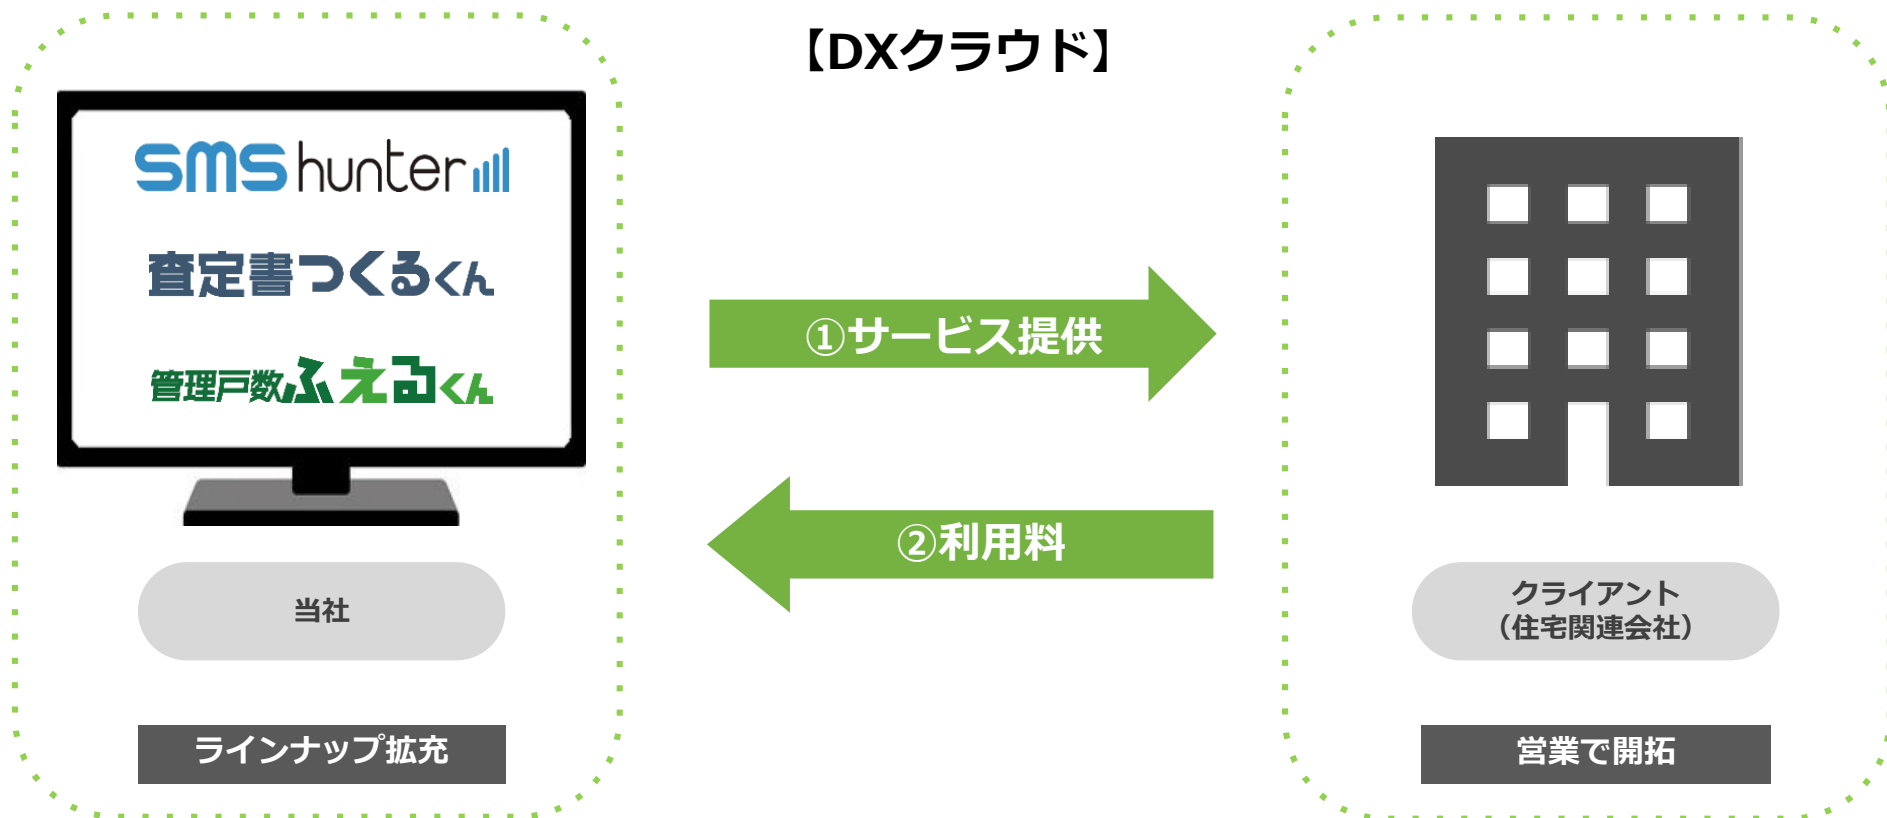 【DXクラウド】
SMS hunter
査定書つくるくん
管理戸数ふえるくん
当社
ラインナップ拡充
①サービス提供
②利用料
クライアント
（住宅関連会社）
営業で開拓